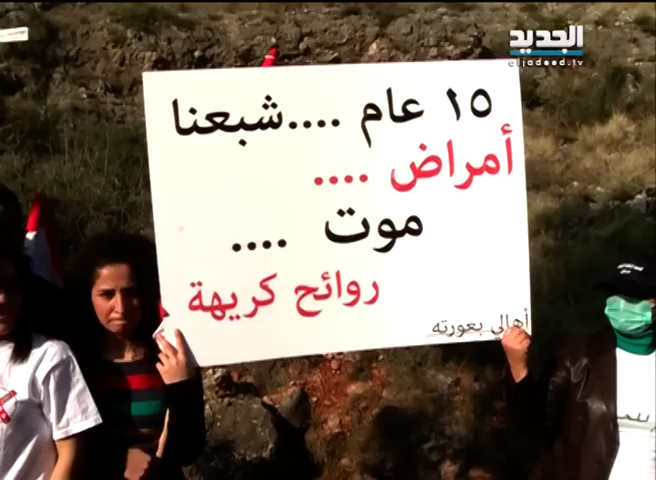 الجديد
aljadeed.tv
١٥ عام ....شبعنا
أمراض ....
موت ....
روائح كريهة
أهالي بعورته